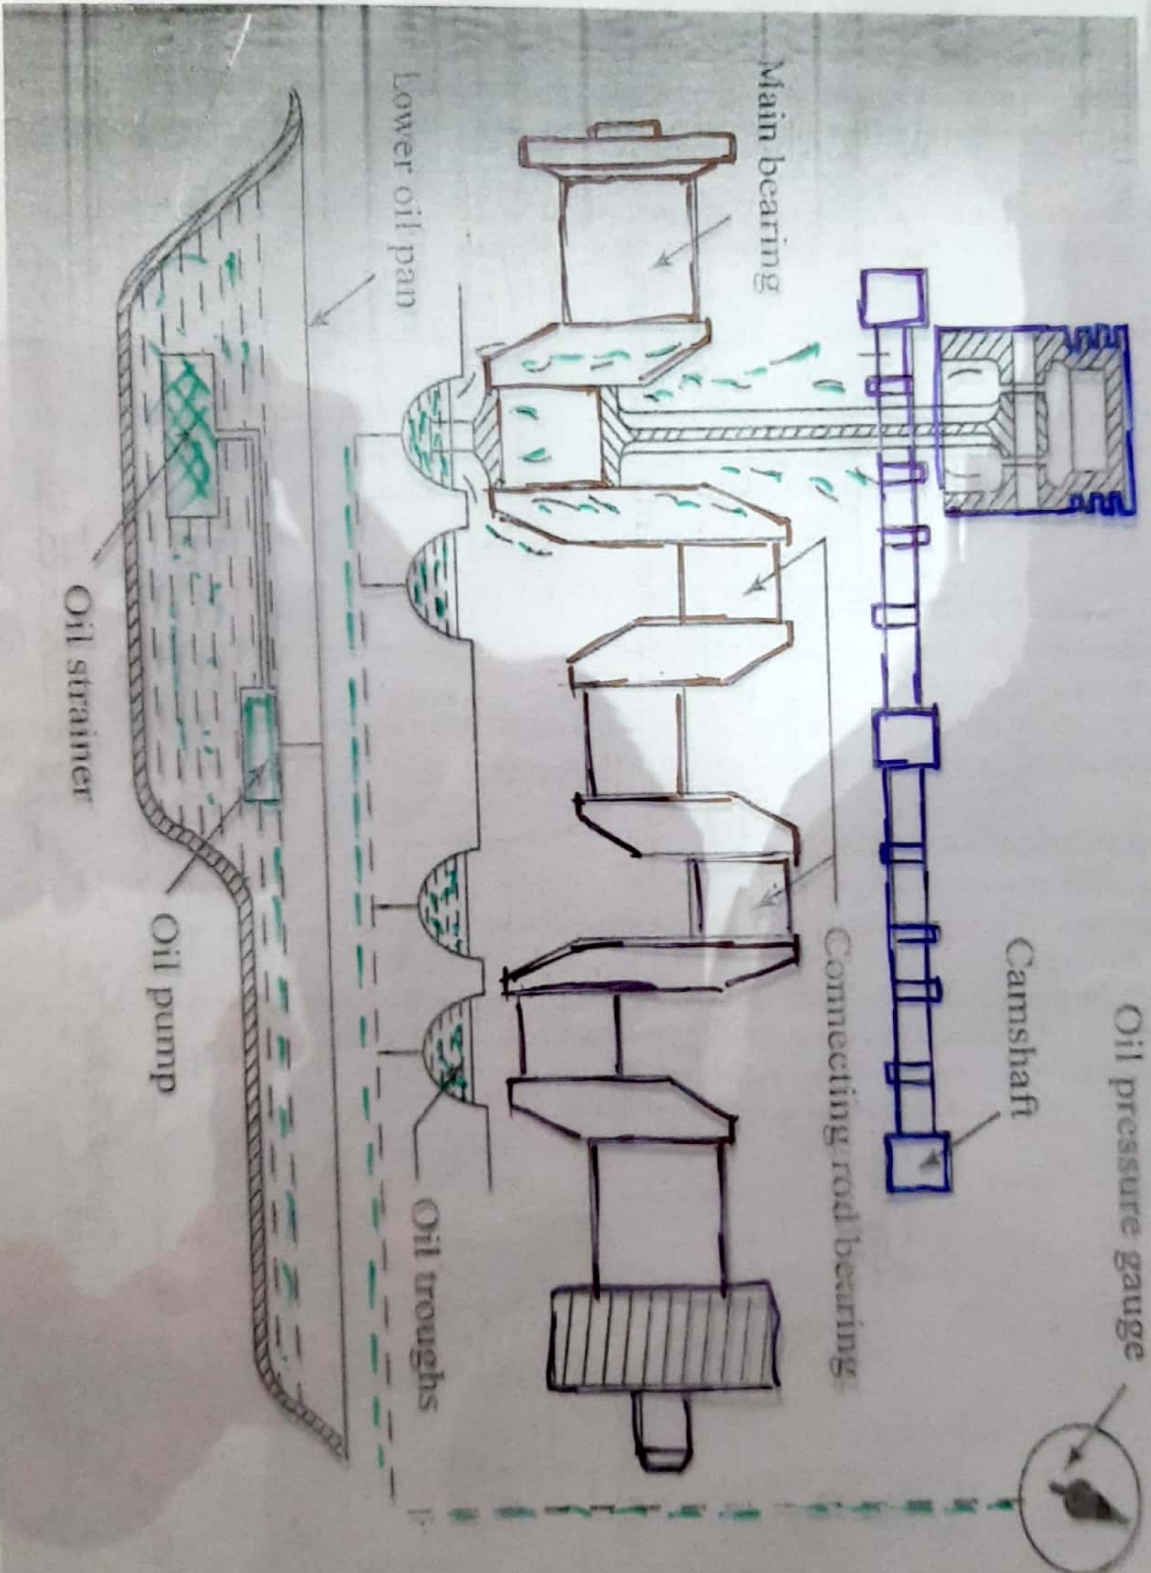 Oil pressure gauge
Camshaft
Main bearing
Connecting rod bearing
Lower oil pan
Oil troughs
Oil strainer
Oil pump